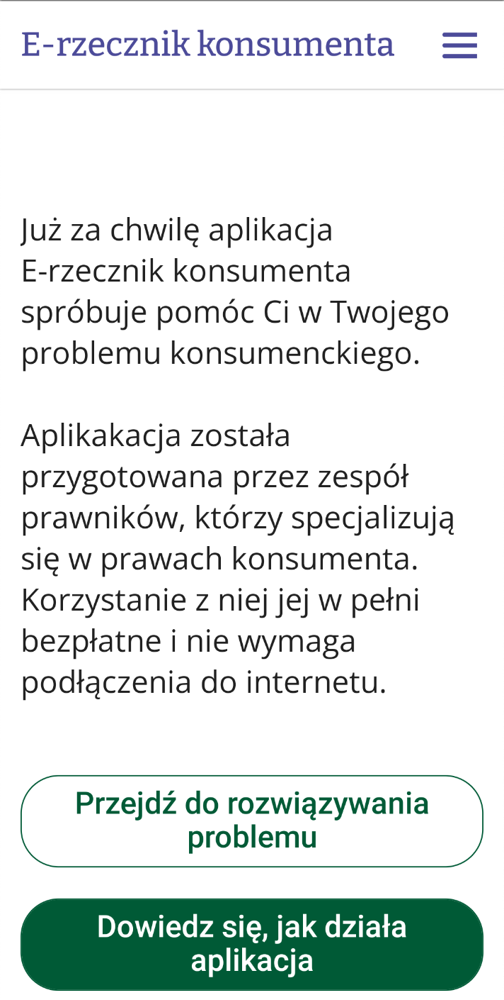 E-rzecznik konsumenta
Już za chwilę aplikacja
E-rzecznik konsumenta
spróbuje pomóc Ci w Twojego
problemu konsumenckiego.
Aplikakacja została
przygotowana przez zespół
prawników, którzy specjalizują
się w prawach konsumenta.
Korzystanie z niej jej w pełni
bezpłatne i nie wymaga
podłączenia do internetu.
Przejdź do rozwiązywania
problemu
Dowiedz się, jak działa
aplikacja